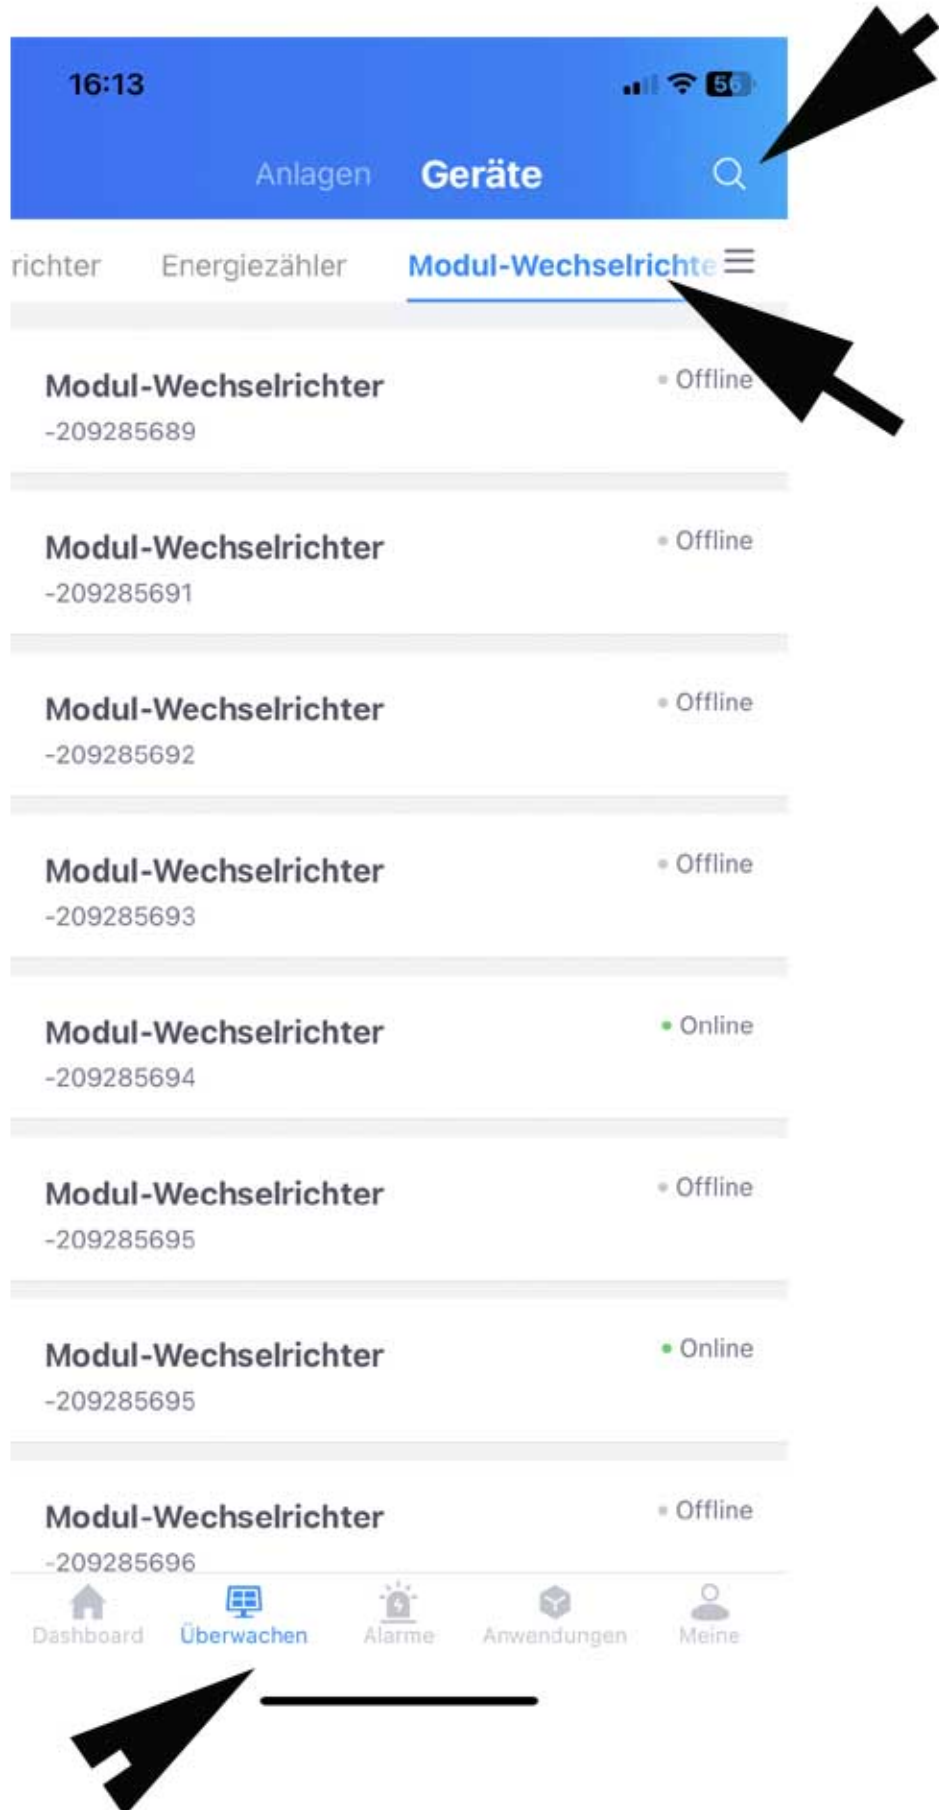 16:13 56
Anlagen Geräte
richter Energiezähler Modul-Wechselrichte
Modul-Wechselrichter Offline
-209285689
Modul-Wechselrichter Offline
-209285691
Modul-Wechselrichter Offline
-209285692
Modul-Wechselrichter Offline
-209285693
Modul-Wechselrichter Online
-209285694
Modul-Wechselrichter Offline
-209285695
Modul-Wechselrichter Online
-209285695
Modul-Wechselrichter Offline
-209285696
Dashboard Überwachen Alarme Anwendungen Meine